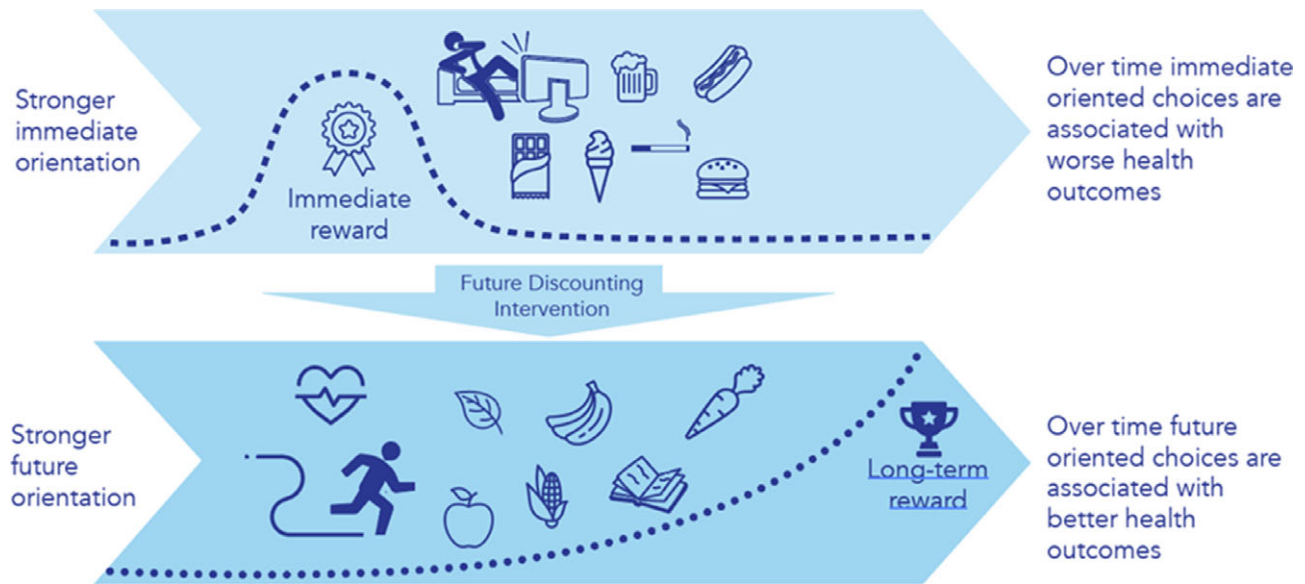 Stronger
immediate
orientation
Immediate
reward
Over time immediate
oriented choices are
associated with
worse health
outcomes
Future Discounting
Intervention
Stronger
future
orientation
Long-term
reward
Over time future
oriented choices are
associated with
better health
outcomes